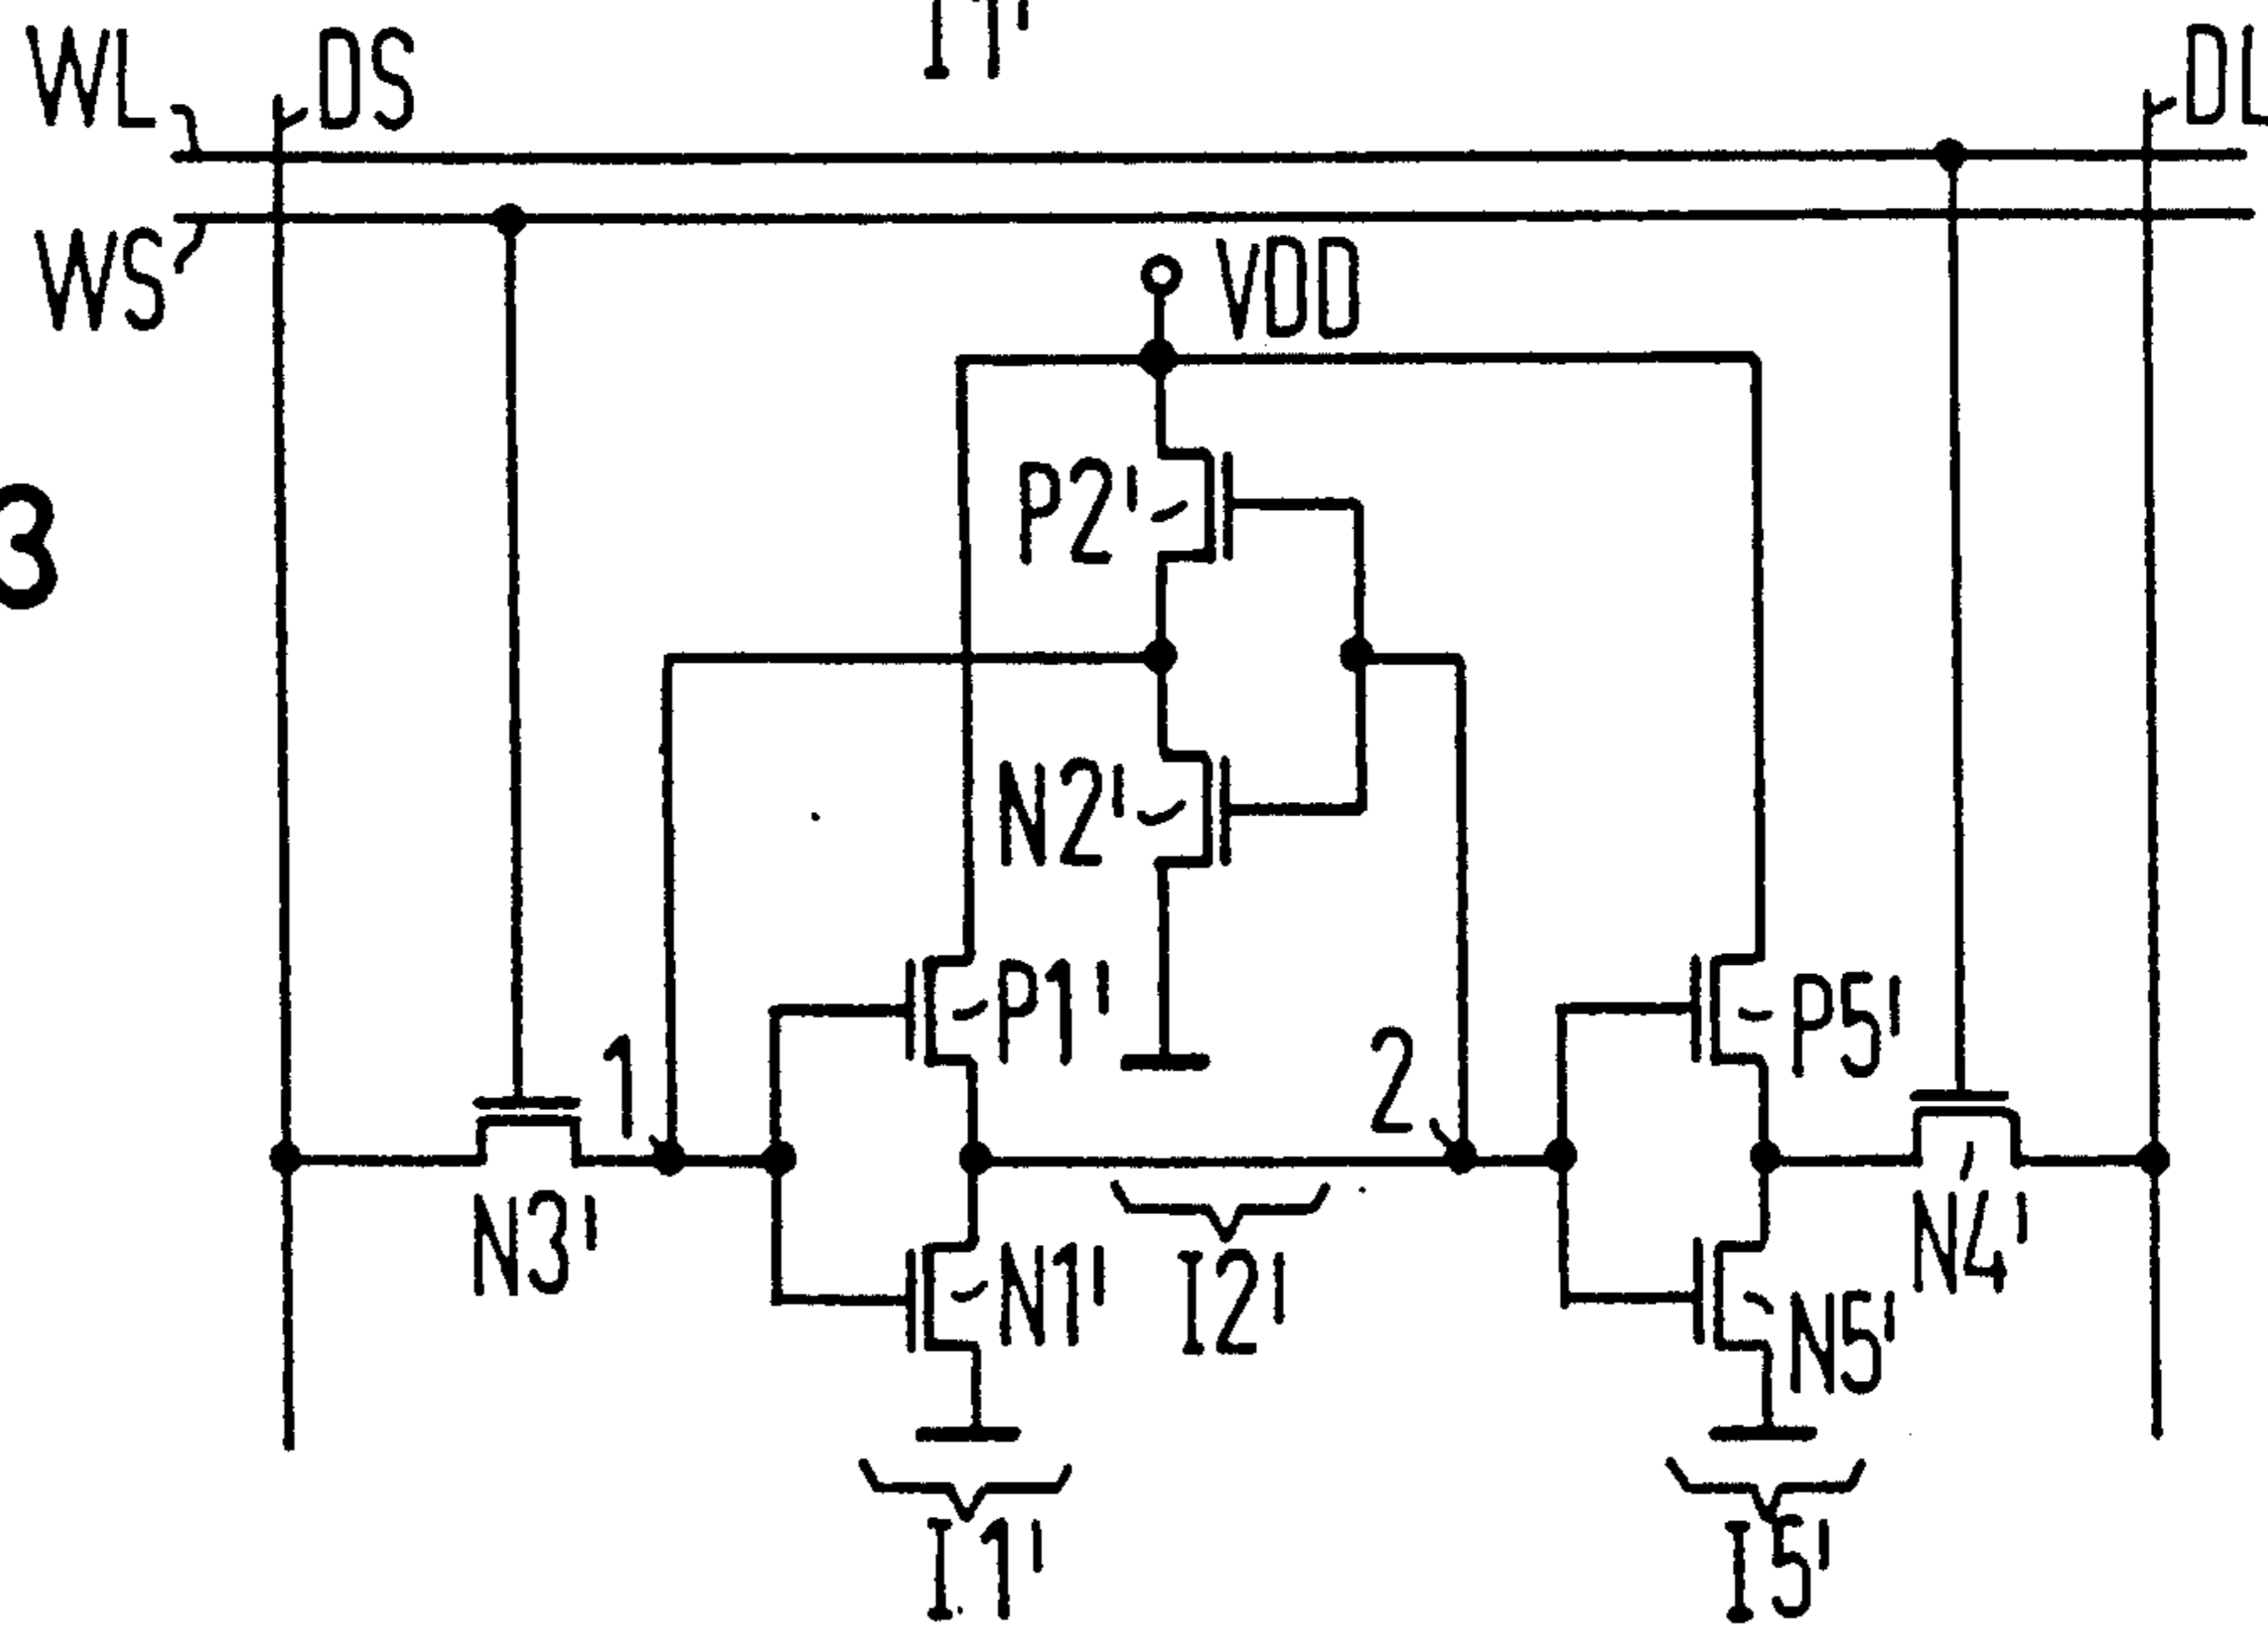 I1'
WL
DS
DL
WS
VDD
3
P2'
N2'
P1'
P5'
1
2
N3'
N1'
I2'
N4'
N5'
I1'
I5'